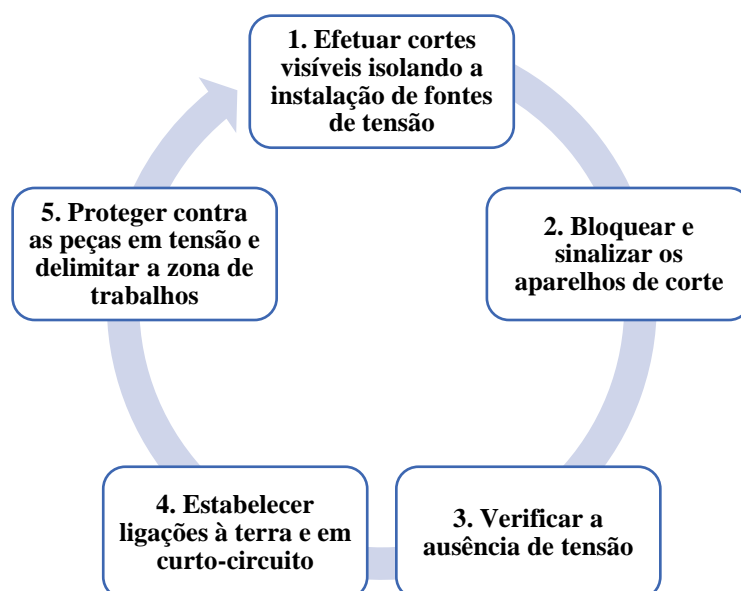 1. Efetuar cortes
visíveis isolando a
instalação de fontes
de tensão
2. Bloquear e
sinalizar os
aparelhos de corte
3. Verificar a
ausência de tensão
4. Estabelecer
ligações à terra e em
curto-circuito
5. Proteger contra
as peças em tensão e
delimitar a zona de
trabalhos